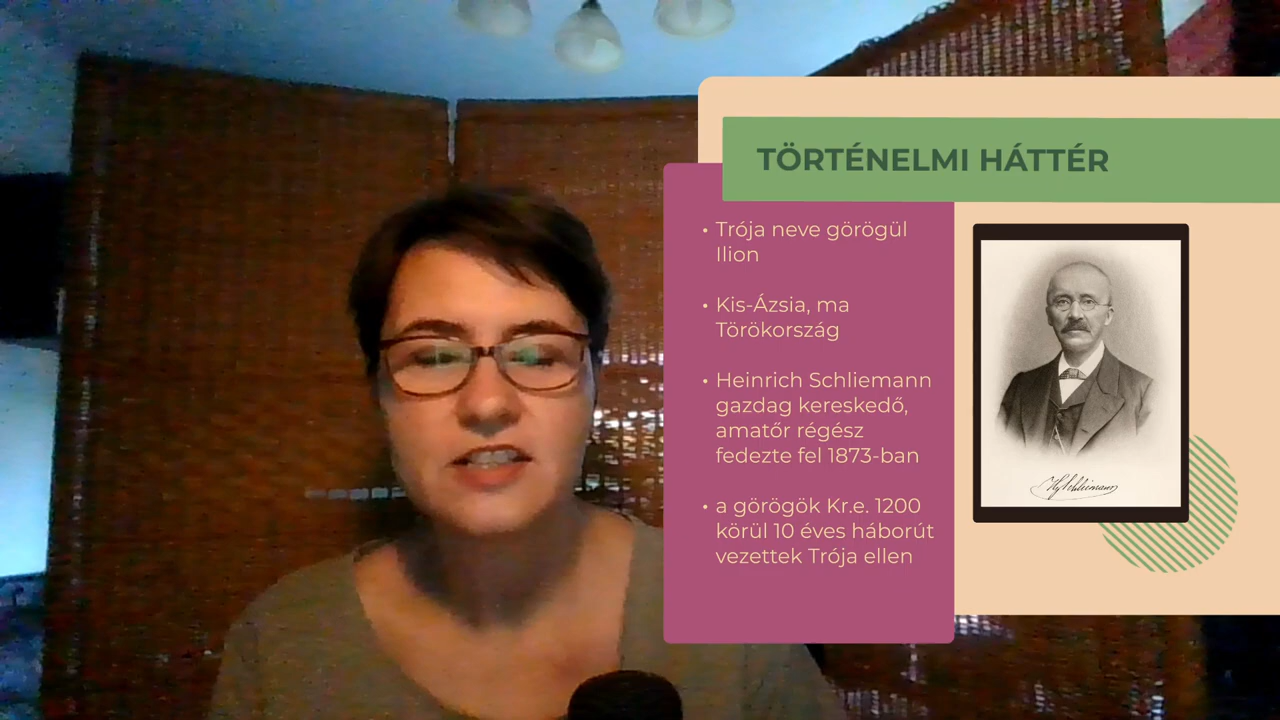 TÖRTÉNELMI HÁTTÉR
• Trója neve görögül
Ilion
• Kis-Ázsia, ma
Törökország
• Heinrich Schliemann
gazdag kereskedő,
amatőr régész
fedezte fel 1873-ban
• a görögök Kr.e. 1200
körül 10 éves háborút
vezettek Trója ellen